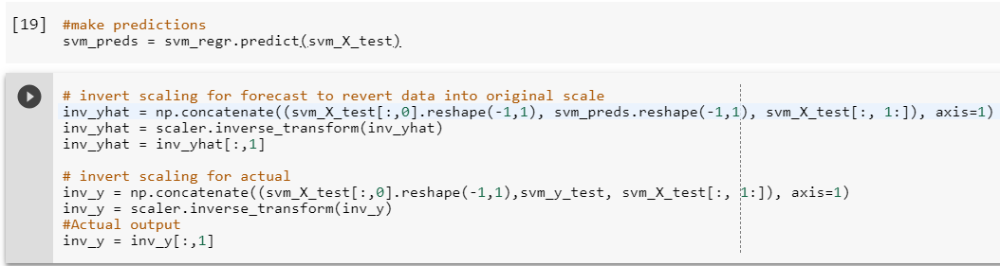 [19] #make predictions
svm_preds = svm_regr.predict(svm_X_test)
# invert scaling for forecast to revert data into original scale
inv_yhat = np.concatenate((svm_X_test[:,0].reshape(-1,1), svm_preds.reshape(-1,1), svm_X_test[:, 1:]), axis=1)
inv_yhat = scaler.inverse_transform(inv_yhat)
inv_yhat = inv_yhat[:,1]
# invert scaling for actual
inv_y = np.concatenate((svm_X_test[:,0].reshape(-1,1),svm_y_test, svm_X_test[:, 1:]), axis=1)
inv_y = scaler.inverse_transform(inv_y)
#Actual output
inv_y = inv_y[:,1]